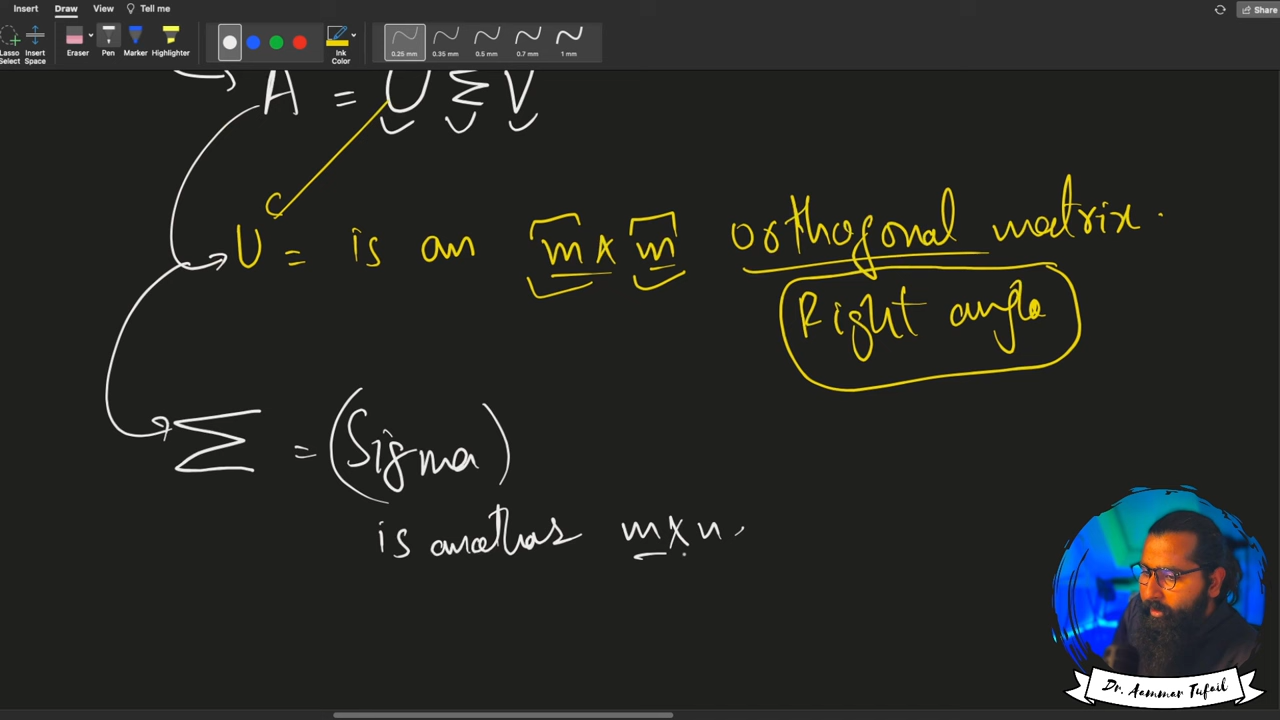 Insert Draw View Tell me Share
Lasso Select Insert Space Eraser Pen Marker Highlighter Ink Color 0.25 mm 0.35 mm 0.5 mm 0.7 mm 1 mm
A = U Σ V
U = is an m x m orthogonal matrix.
Right angle
Σ = (Sigma)
is another m x n
Dr. Aammar Tufail